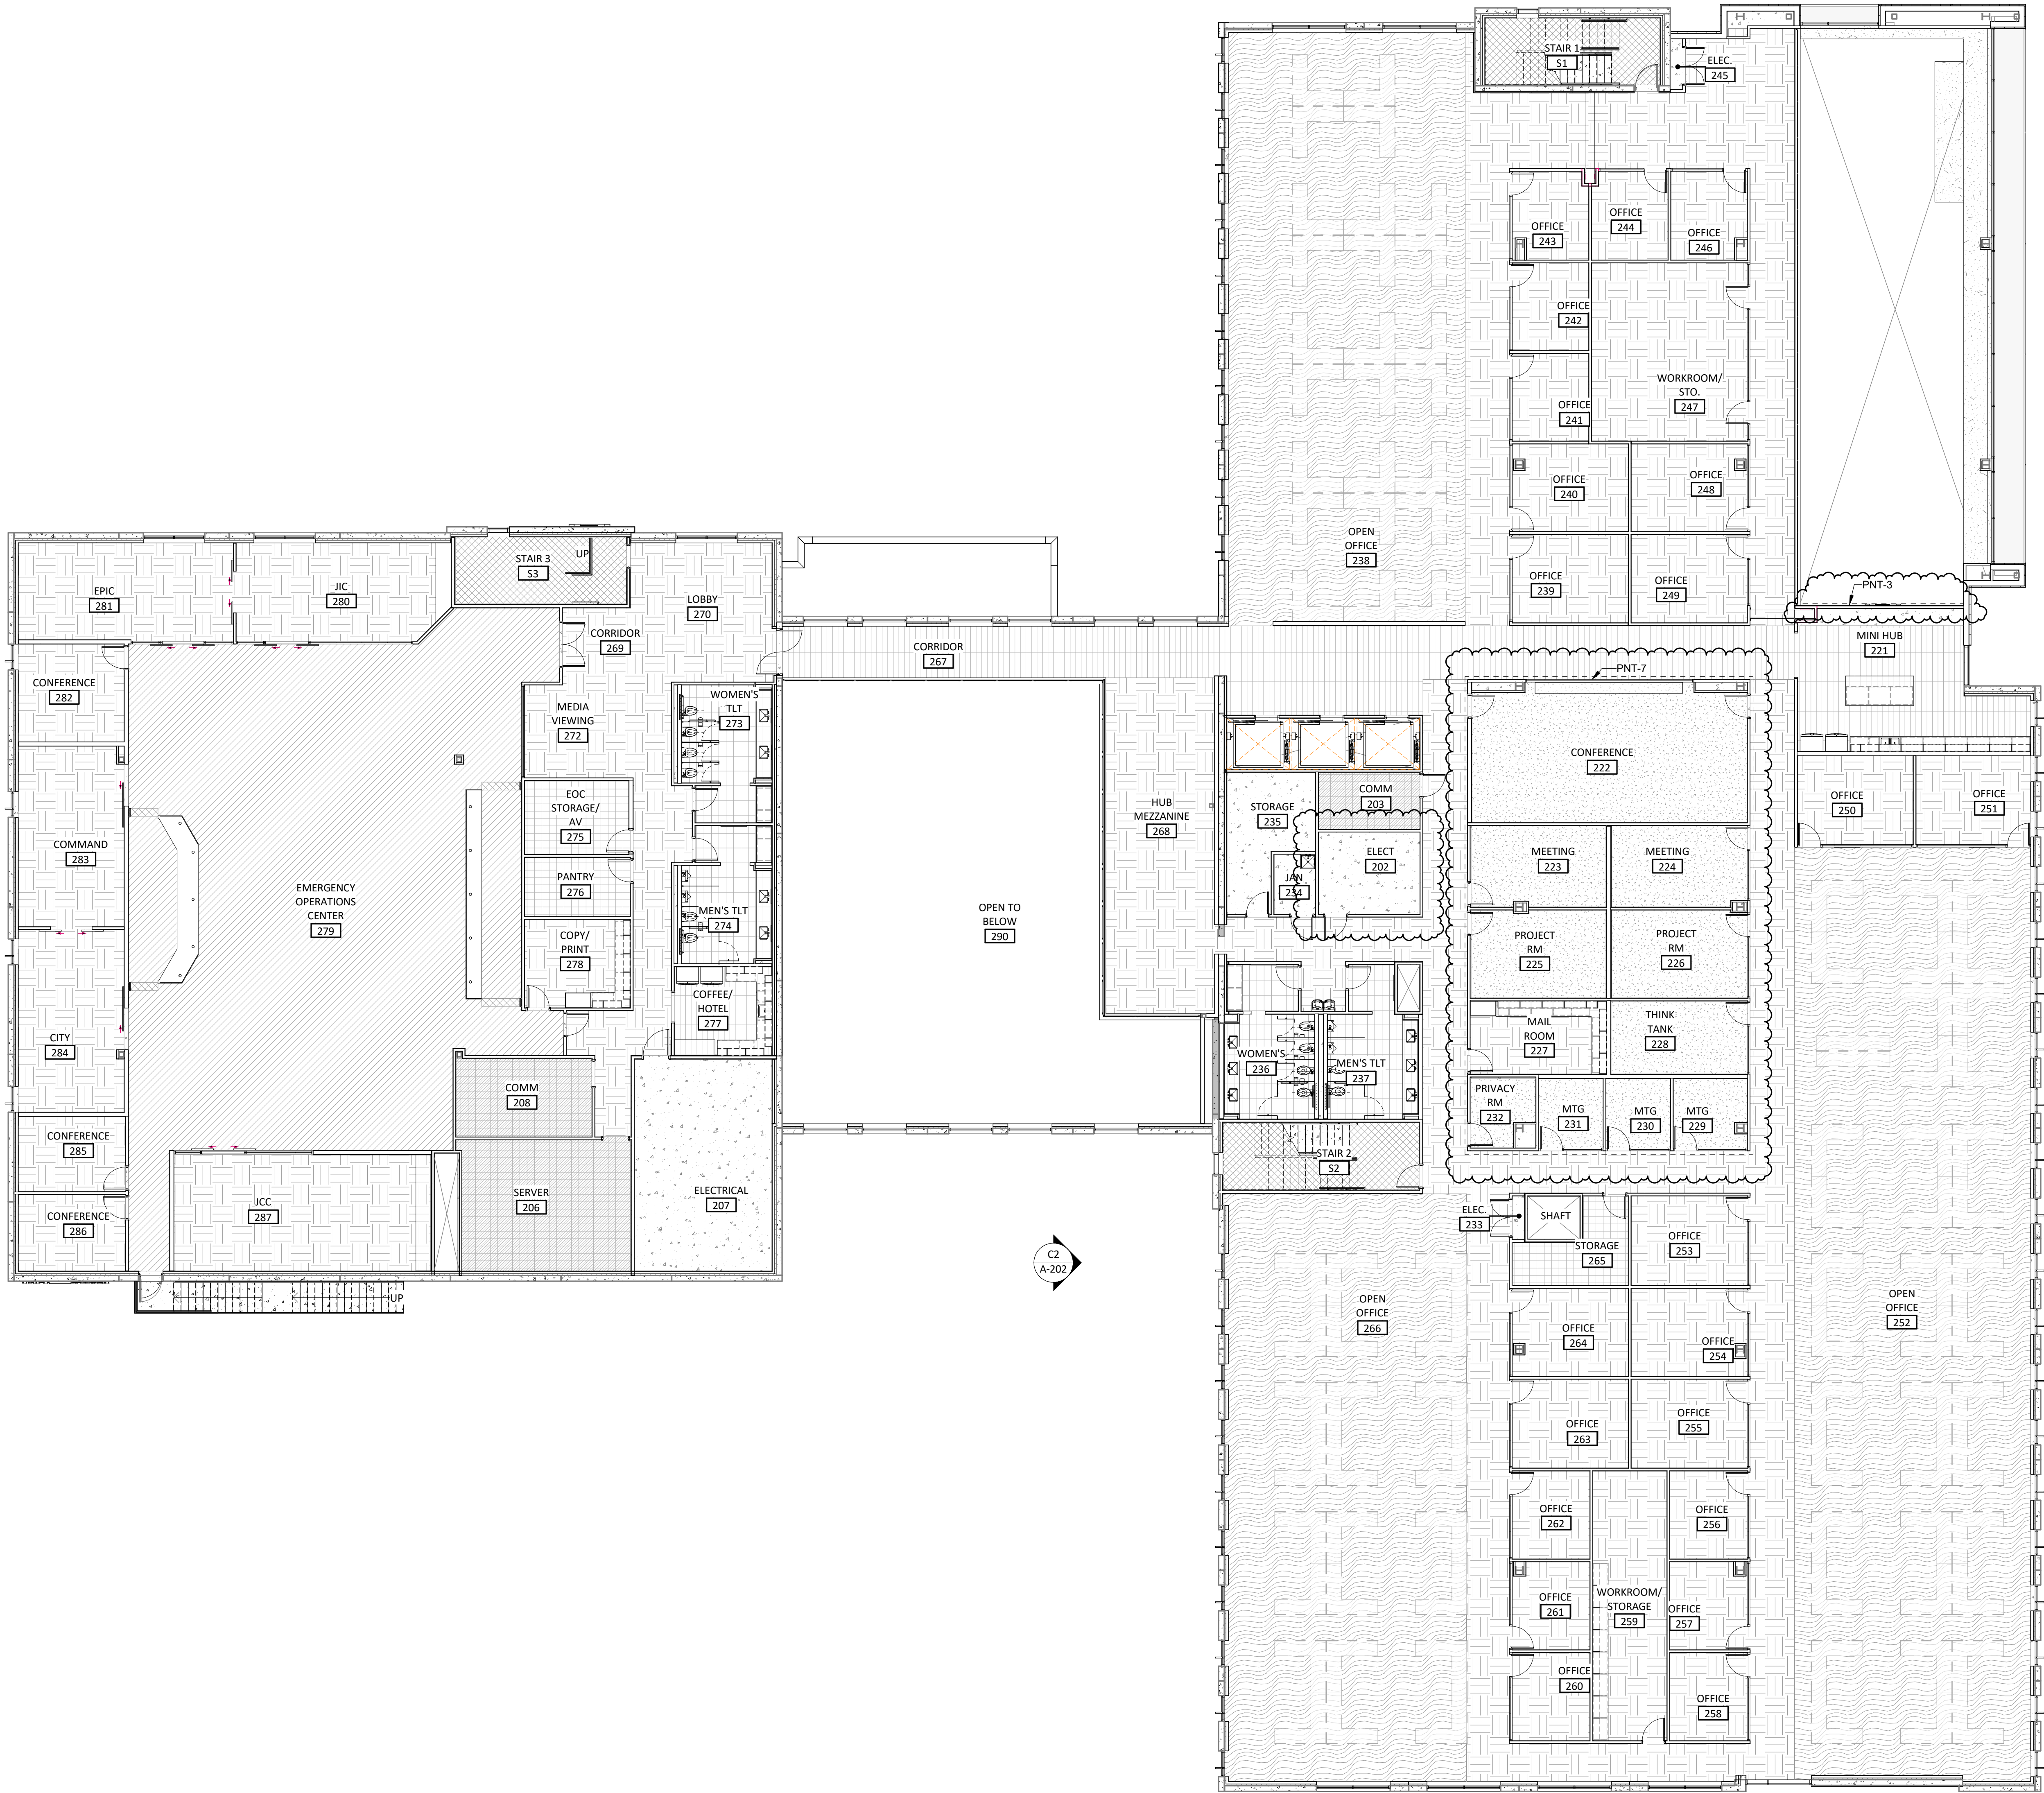 STAIR 1
S1
ELEC.
245
OFFICE
243
OFFICE
244
OFFICE
246
OFFICE
242
OFFICE
241
WORKROOM/
STO.
247
OFFICE
240
OFFICE
248
OPEN
OFFICE
238
OFFICE
239
OFFICE
249
PNT-3
STAIR 3
S3
UP
EPIC
281
JIC
280
LOBBY
270
CORRIDOR
269
CORRIDOR
267
MINI HUB
221
PNT-7
CONFERENCE
282
MEDIA
VIEWING
272
WOMEN'S
TLT
273
CONFERENCE
222
EOC
STORAGE/
AV
275
HUB
MEZZANINE
268
STORAGE
235
COMM
203
OFFICE
250
OFFICE
251
COMMAND
283
EMERGENCY
OPERATIONS
CENTER
279
PANTRY
276
MEN'S TLT
274
OPEN TO
BELOW
290
JAN
234
ELECT
202
MEETING
223
MEETING
224
COPY/
PRINT
278
PROJECT
RM
225
PROJECT
RM
226
COFFEE/
HOTEL
277
CITY
284
WOMEN'S
236
MEN'S TLT
237
MAIL
ROOM
227
THINK
TANK
228
COMM
208
PRIVACY
RM
232
MTG
231
MTG
230
MTG
229
CONFERENCE
285
STAIR 2
S2
CONFERENCE
286
JCC
287
SERVER
206
ELECTRICAL
207
ELEC.
233
SHAFT
STORAGE
265
OFFICE
253
C2
A-202
UP
OPEN
OFFICE
266
OFFICE
264
OFFICE
254
OPEN
OFFICE
252
OFFICE
263
OFFICE
255
OFFICE
262
OFFICE
256
OFFICE
261
WORKROOM/
STORAGE
259
OFFICE
257
OFFICE
260
OFFICE
258